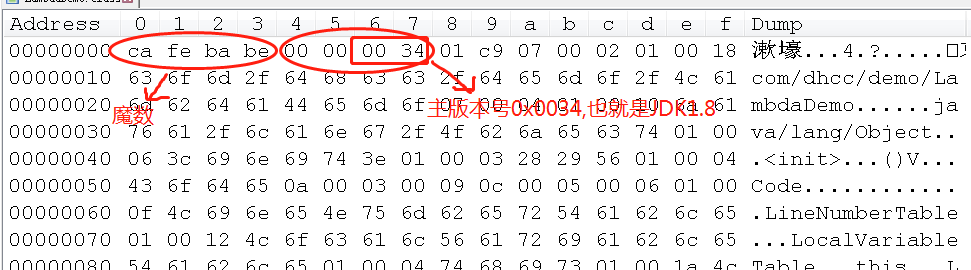 Address 0 1 2 3 4 5 6 7 8 9 a b c d e f Dump
00000000 ca fe ba be 00 00 00 34 01 c9 07 00 02 01 00 18 漱壕...4.?.....
00000010 63 6f 6d 2f 64 68 63 63 2f 64 65 6d 6f 2f 4c 61 com/dhcc/demo/La
00000020 6d 62 64 61 44 65 6d 6f 07 00 04 01 00 10 6a 61 mbdaDemo......ja
魔数
主版本号0x0034,也就是JDK1.8
00000030 76 61 2f 6c 61 6e 67 2f 4f 62 6a 65 63 74 01 00 va/lang/Object..
00000040 06 3c 69 6e 69 74 3e 01 00 03 28 29 56 01 00 04 .<init>...()V...
00000050 43 6f 64 65 0a 00 03 00 09 0c 00 05 00 06 01 00 Code............
00000060 0f 4c 69 6e 65 4e 75 6d 62 65 72 54 61 62 6c 65 .LineNumberTable
00000070 01 00 12 4c 6f 63 61 6c 56 61 72 69 61 62 6c 65 ...LocalVariable
00000080 54 61 62 6c 65 01 00 04 74 68 69 73 01 00 1a 4c Table...this...L